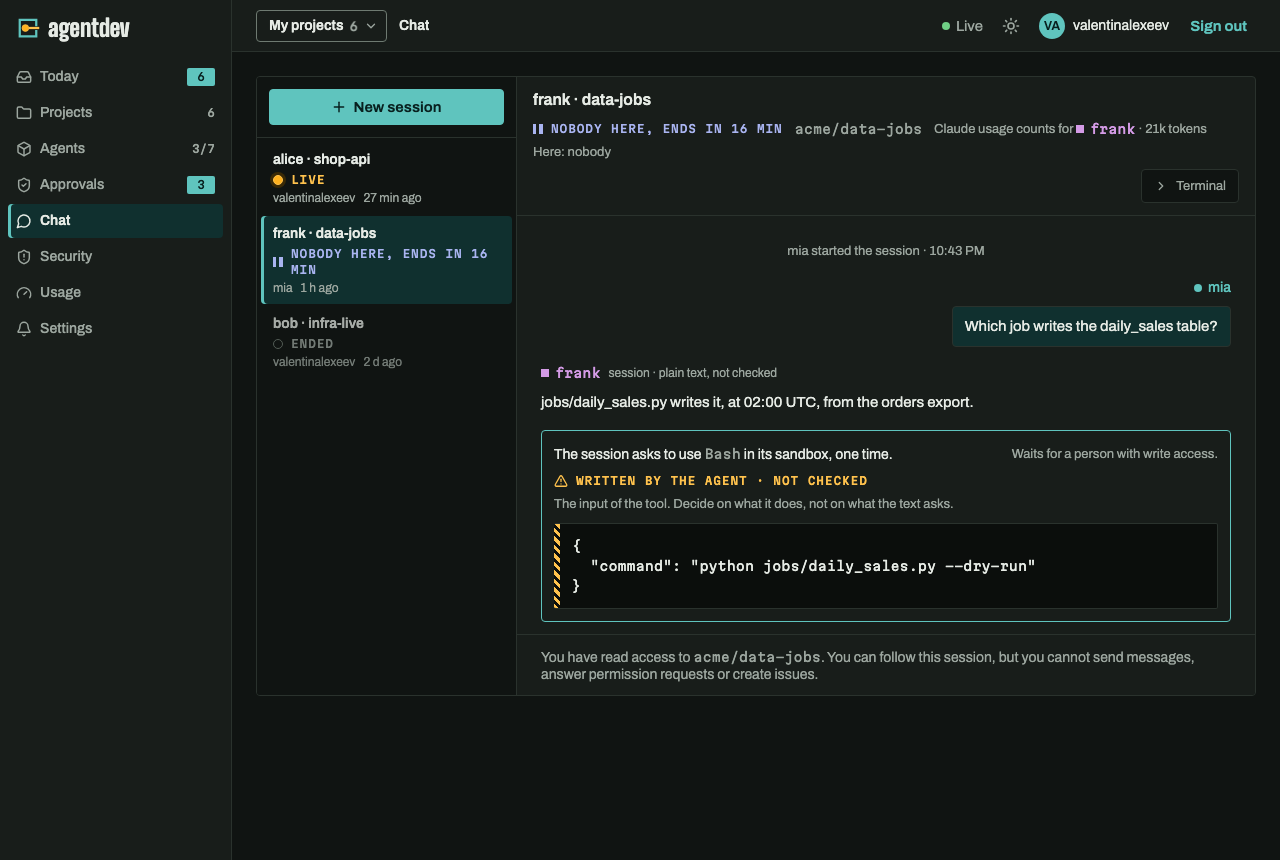 agentdev
My projects 6
Chat
Live
VA
valentinalexeev
Sign out
Today 6
Projects 6
Agents 3/7
Approvals 3
Chat
Security
Usage
Settings
New session
alice · shop-api
LIVE
valentinalexeev 27 min ago
frank · data-jobs
NOBODY HERE, ENDS IN 16
MIN
mia 1 h ago
bob · infra-live
ENDED
valentinalexeev 2 d ago
frank · data-jobs
NOBODY HERE, ENDS IN 16 MIN acme/data-jobs Claude usage counts for frank · 21k tokens
Here: nobody
Terminal
mia started the session · 10:43 PM
mia
Which job writes the daily_sales table?
frank session · plain text, not checked
jobs/daily_sales.py writes it, at 02:00 UTC, from the orders export.
The session asks to use Bash in its sandbox, one time. Waits for a person with write access.
WRITTEN BY THE AGENT · NOT CHECKED
The input of the tool. Decide on what it does, not on what the text asks.
{
"command": "python jobs/daily_sales.py --dry-run"
}
You have read access to acme/data-jobs. You can follow this session, but you cannot send messages,
answer permission requests or create issues.